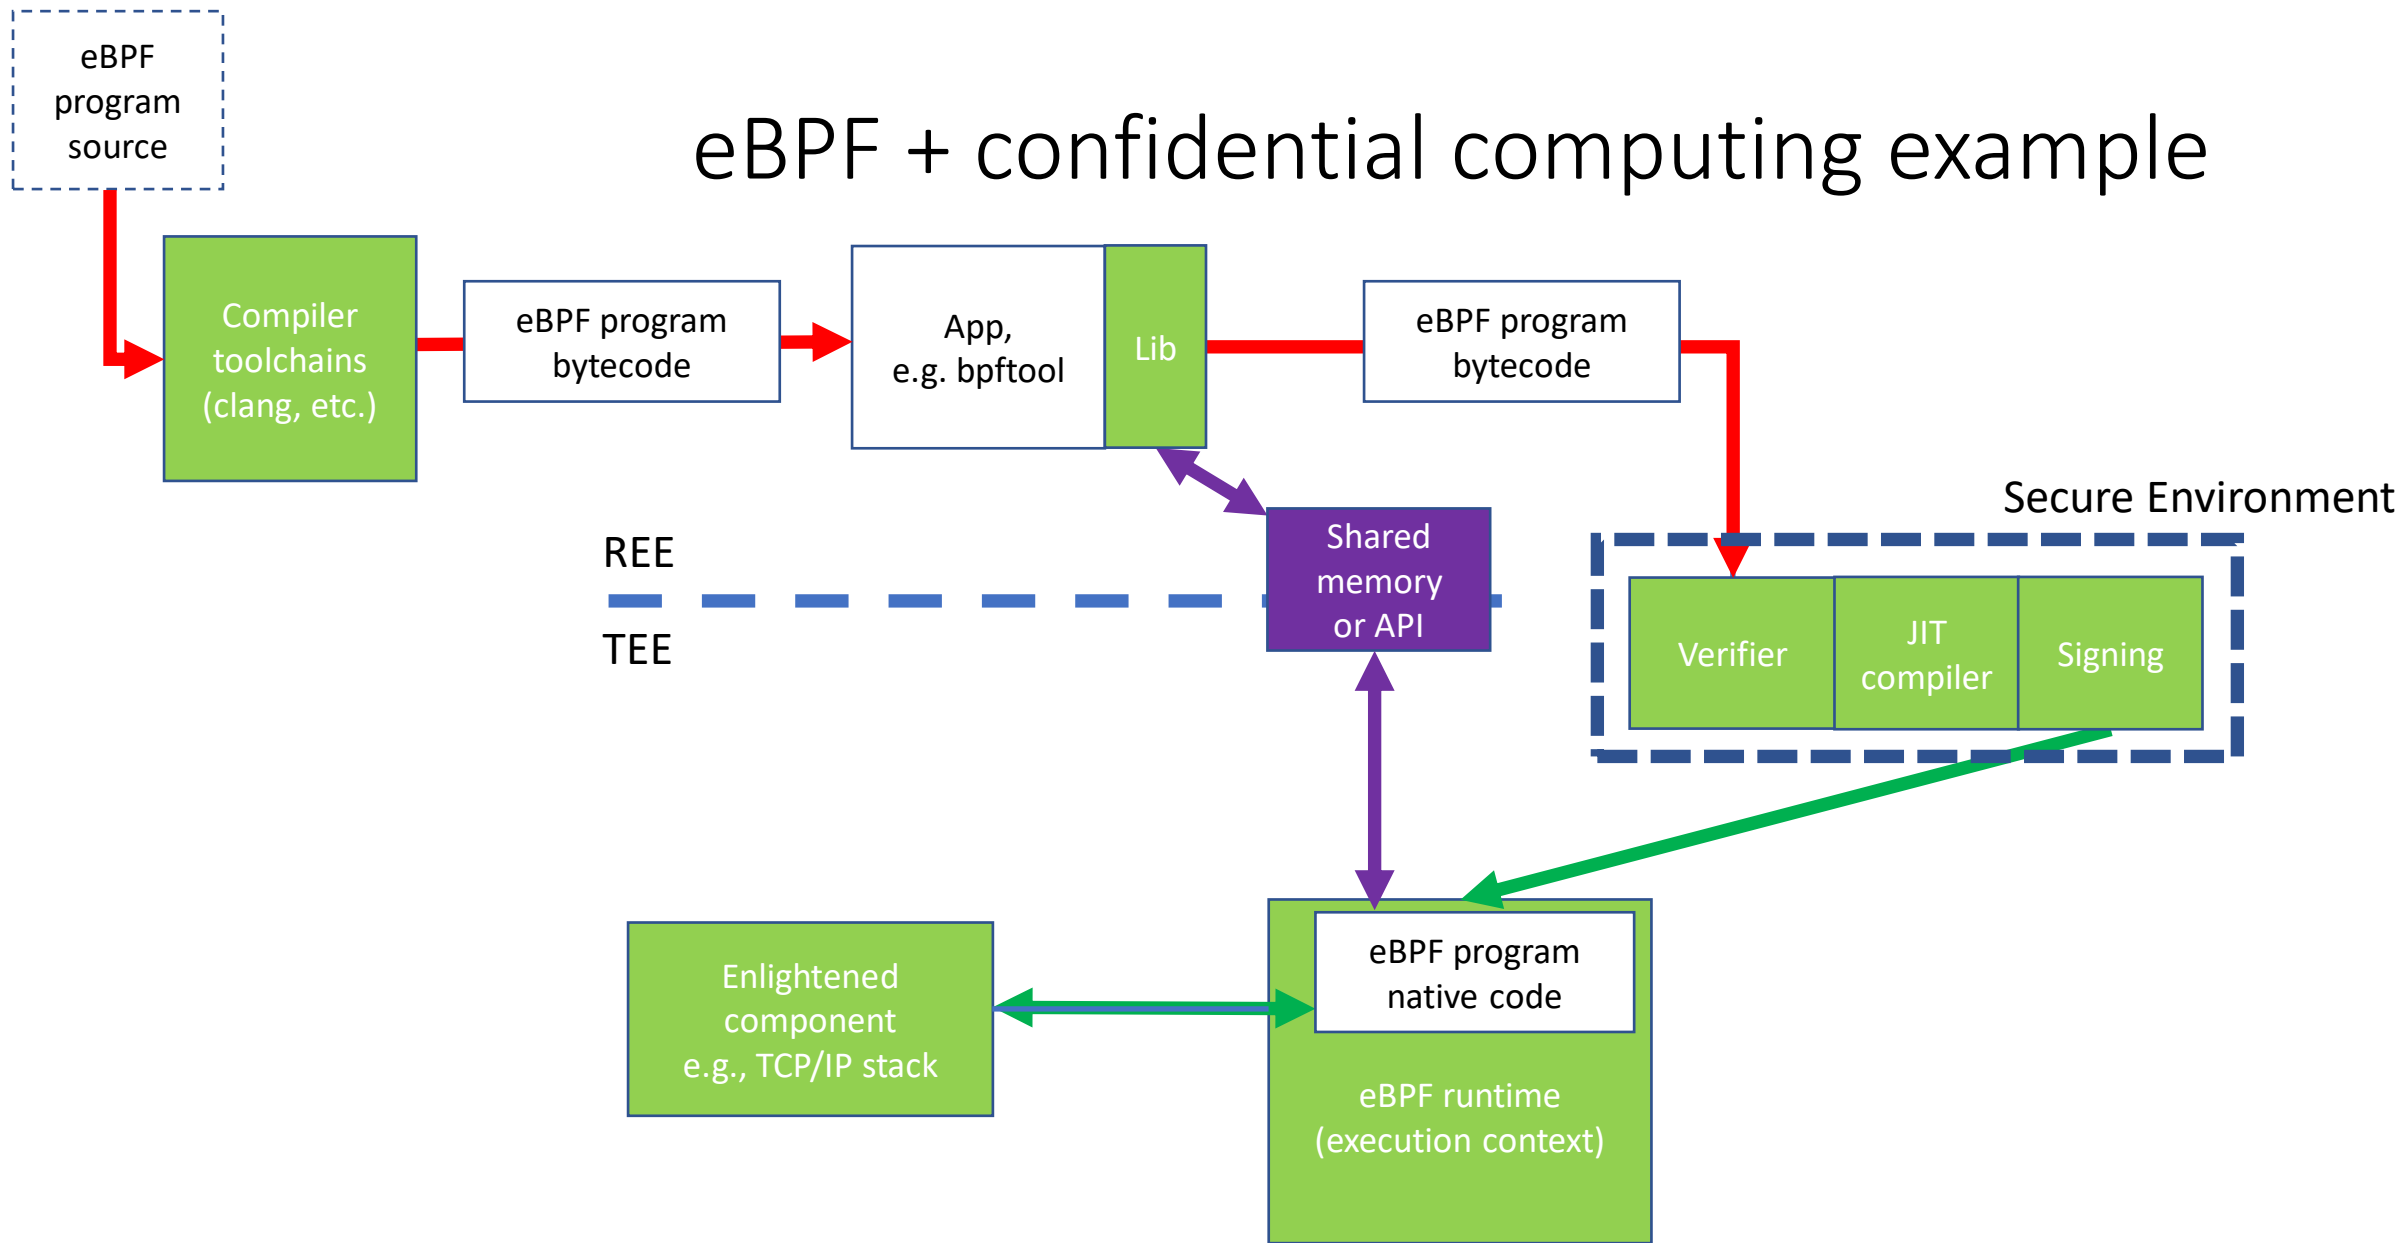 eBPF
program
source
eBPF + confidential computing example
Compiler
toolchains
(clang, etc.)
eBPF program
bytecode
App,
e.g. bpftool
Lib
eBPF program
bytecode
Secure Environment
REE
TEE
Shared
memory
or API
Verifier
JIT
compiler
Signing
Enlightened
component
e.g., TCP/IP stack
eBPF program
native code
eBPF runtime
(execution context)